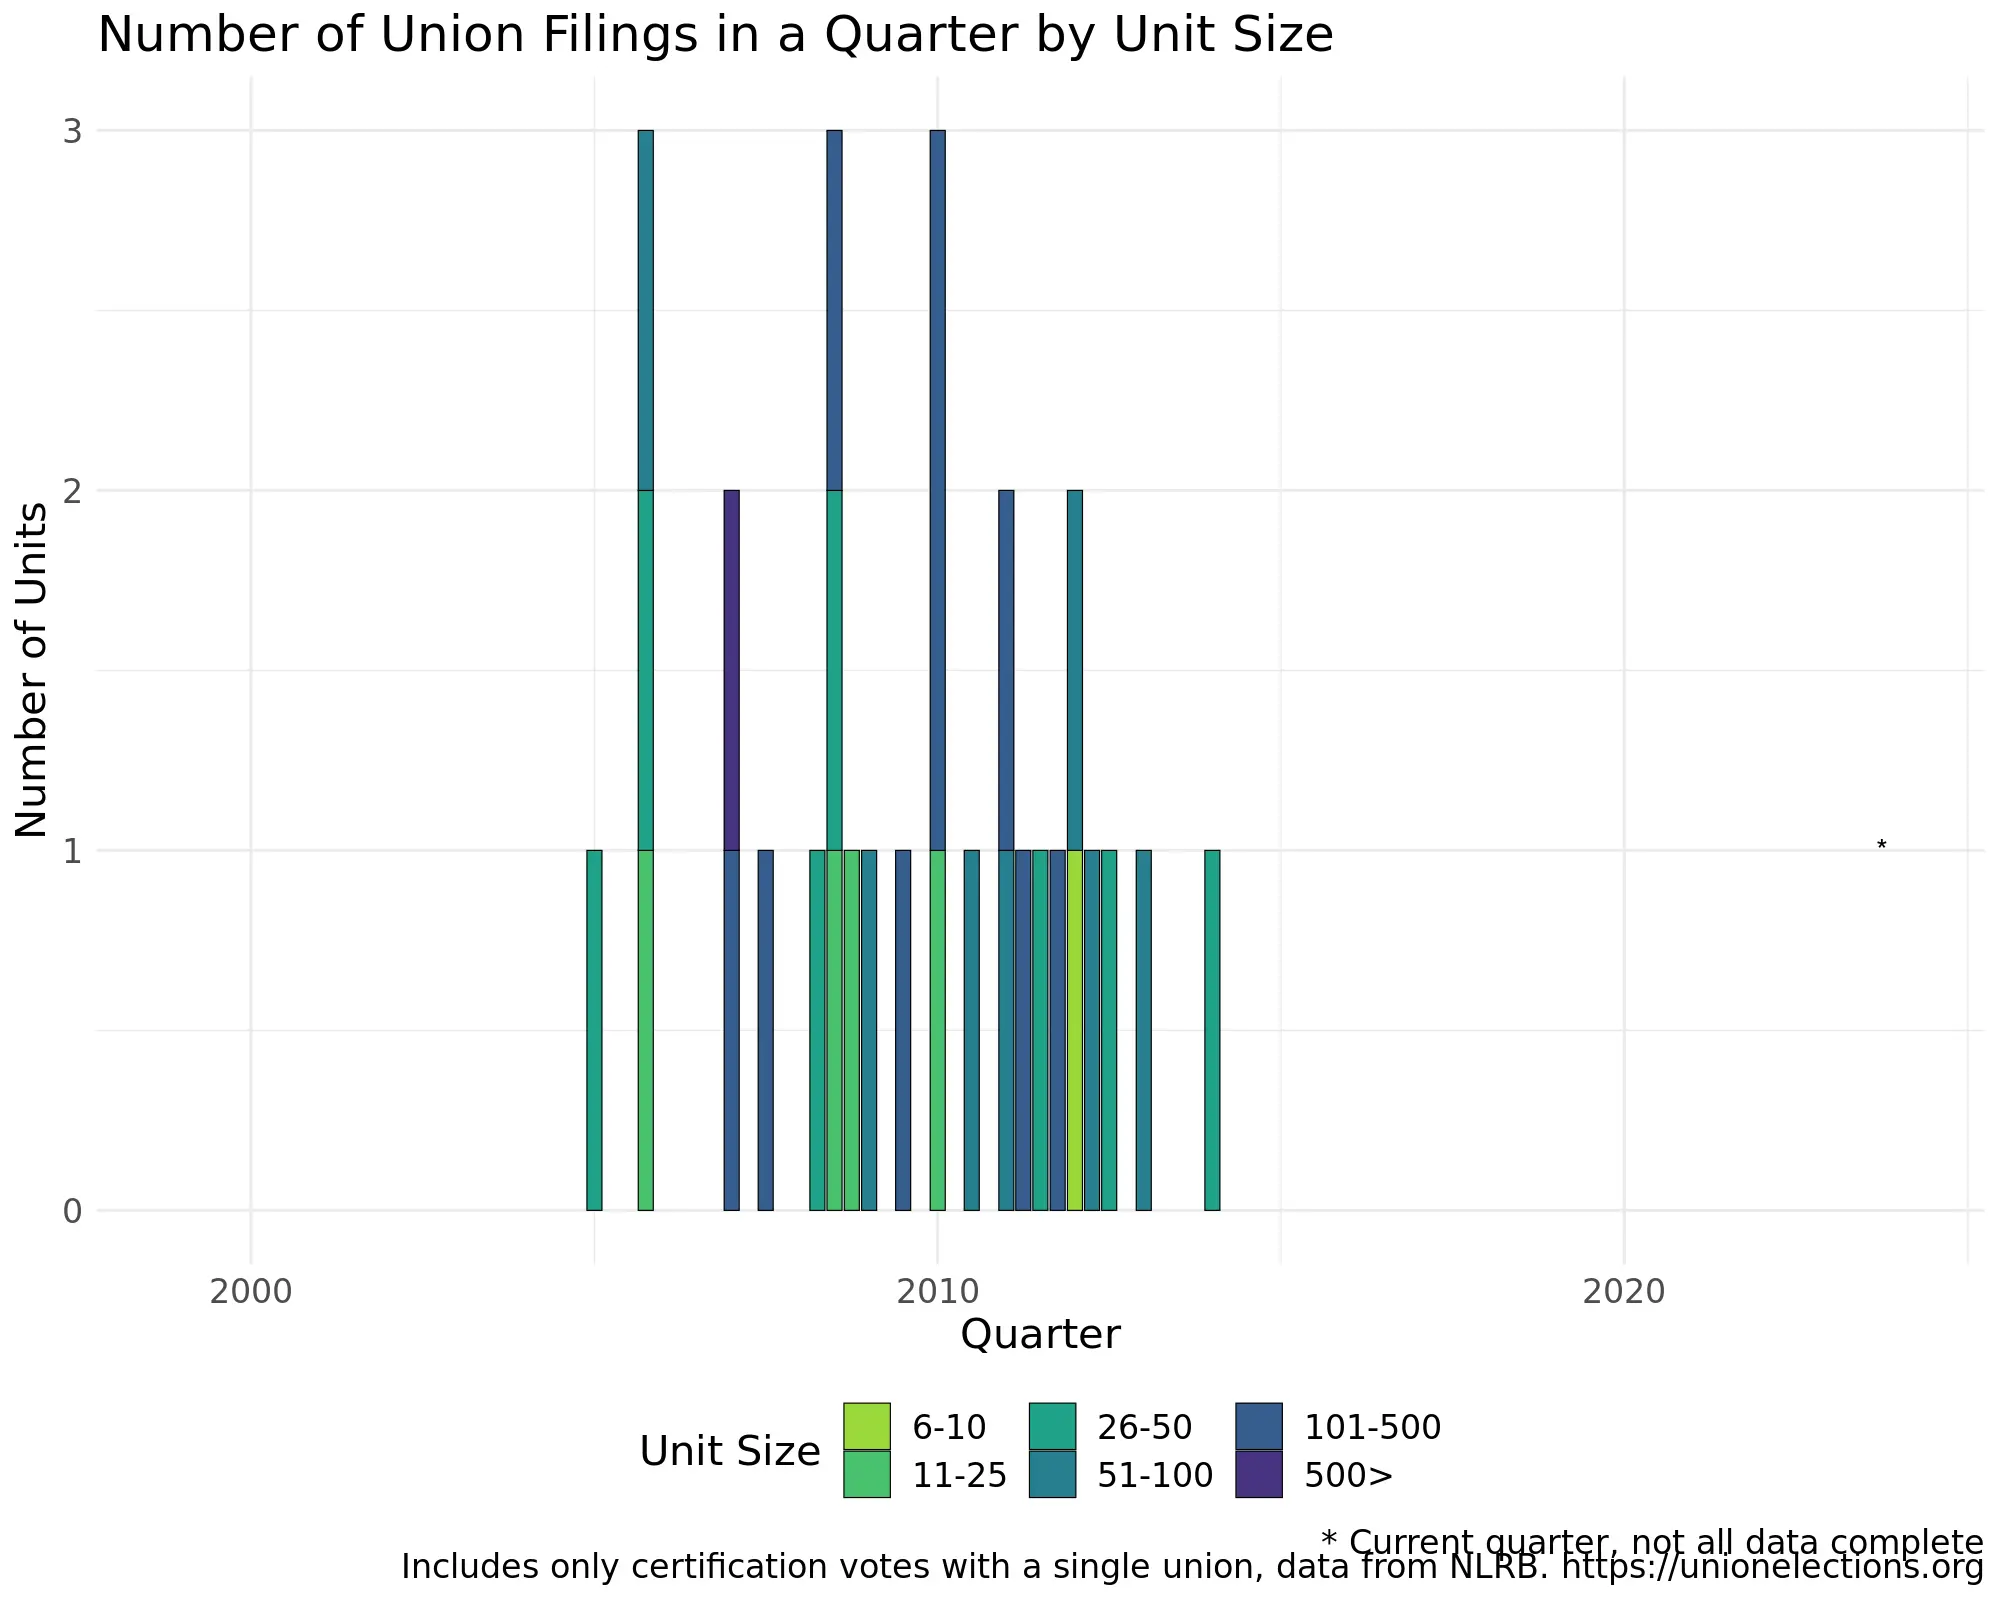 Number of Union Filings in a Quarter by Unit Size
Number of Units
3
2
1
0
*
2000 2010 2020
Quarter
Unit Size
6-10 26-50 101-500
11-25 51-100 500>
* Current quarter, not all data complete
Includes only certification votes with a single union, data from NLRB. https://unionelections.org